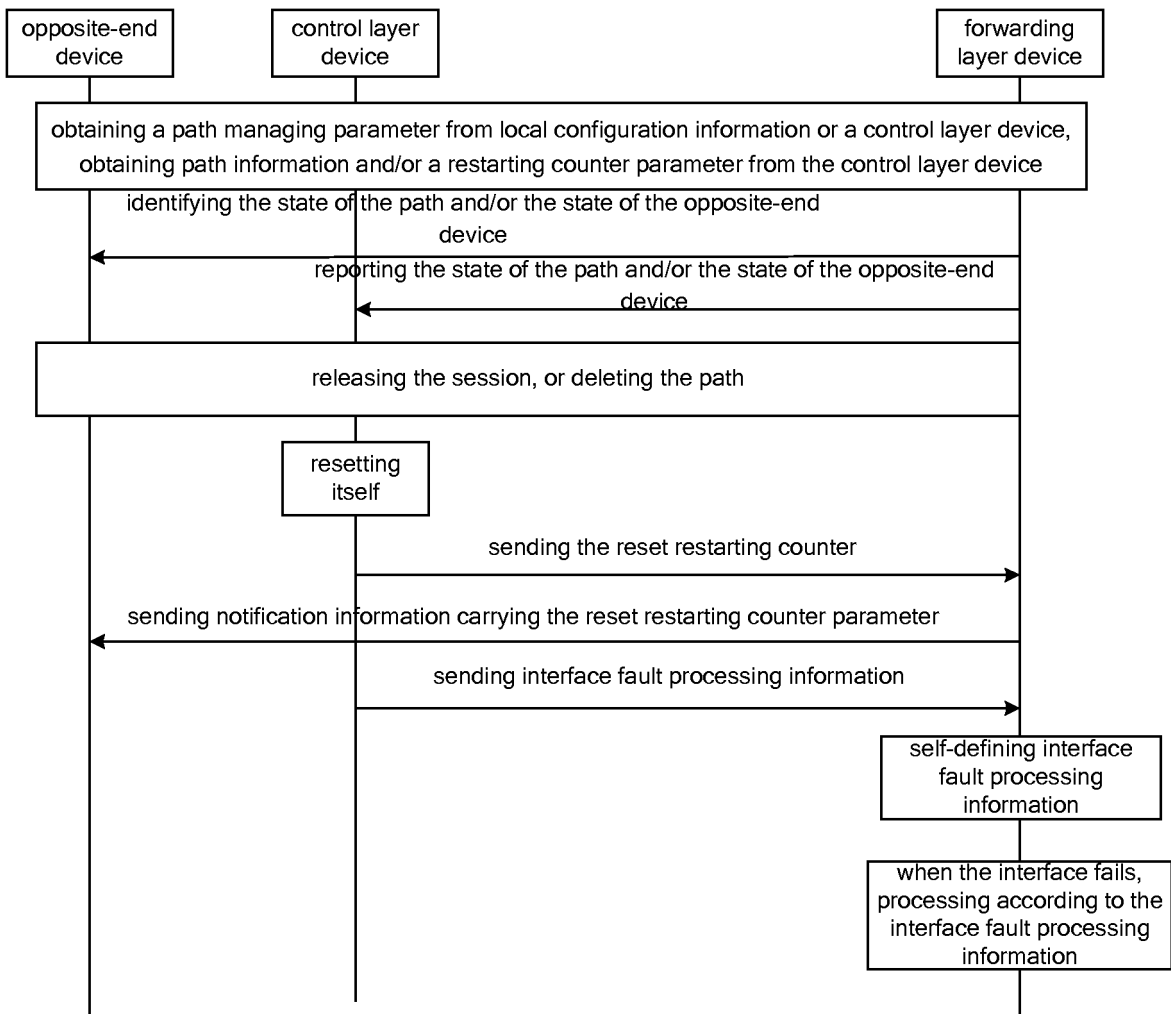 opposite-end
device
control layer
device
forwarding
layer device
obtaining a path managing parameter from local configuration information or a control layer device,
obtaining path information and/or a restarting counter parameter from the control layer device
identifying the state of the path and/or the state of the opposite-end
device
reporting the state of the path and/or the state of the opposite-end
device
releasing the session, or deleting the path
resetting
itself
sending the reset restarting counter
sending notification information carrying the reset restarting counter parameter
sending interface fault processing information
self-defining interface
fault processing
information
when the interface fails,
processing according to the
interface fault processing
information